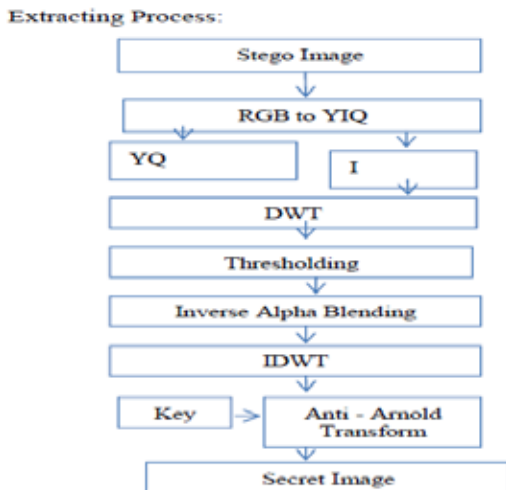 Extracting Process:
Stego Image
RGB to YIQ
YQ
I
DWT
Thresholding
Inverse Alpha Blending
IDWT
Key
Anti - Arnold
Transform
Secret Image